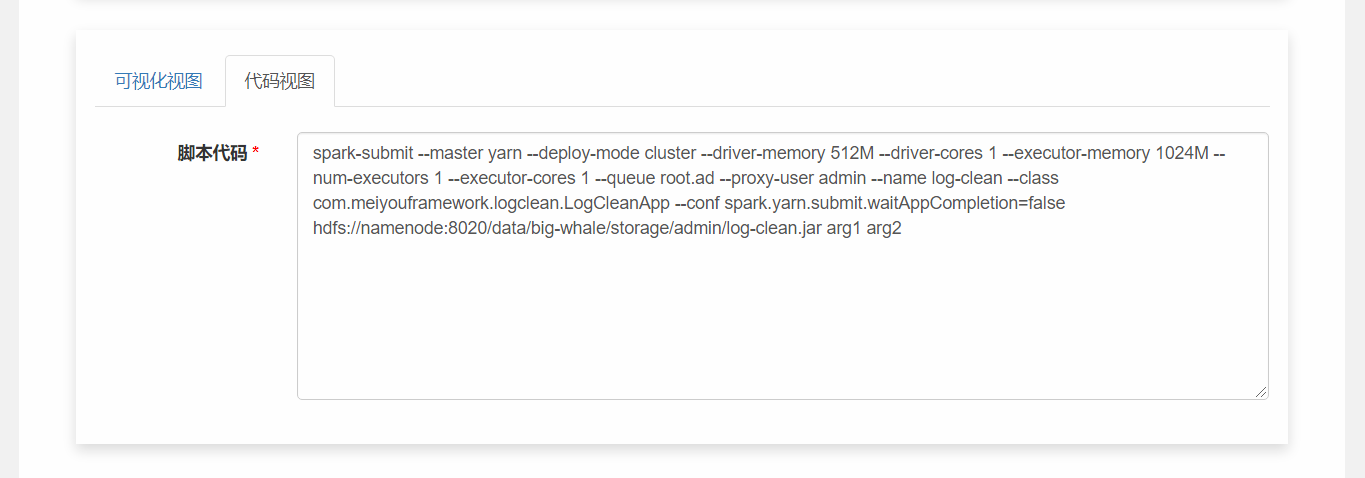 可视化视图 代码视图
脚本代码 *
spark-submit --master yarn --deploy-mode cluster --driver-memory 512M --driver-cores 1 --executor-memory 1024M --
num-executors 1 --executor-cores 1 --queue root.ad --proxy-user admin --name log-clean --class
com.meiyouframework.logclean.LogCleanApp --conf spark.yarn.submit.waitAppCompletion=false
hdfs://namenode:8020/data/big-whale/storage/admin/log-clean.jar arg1 arg2